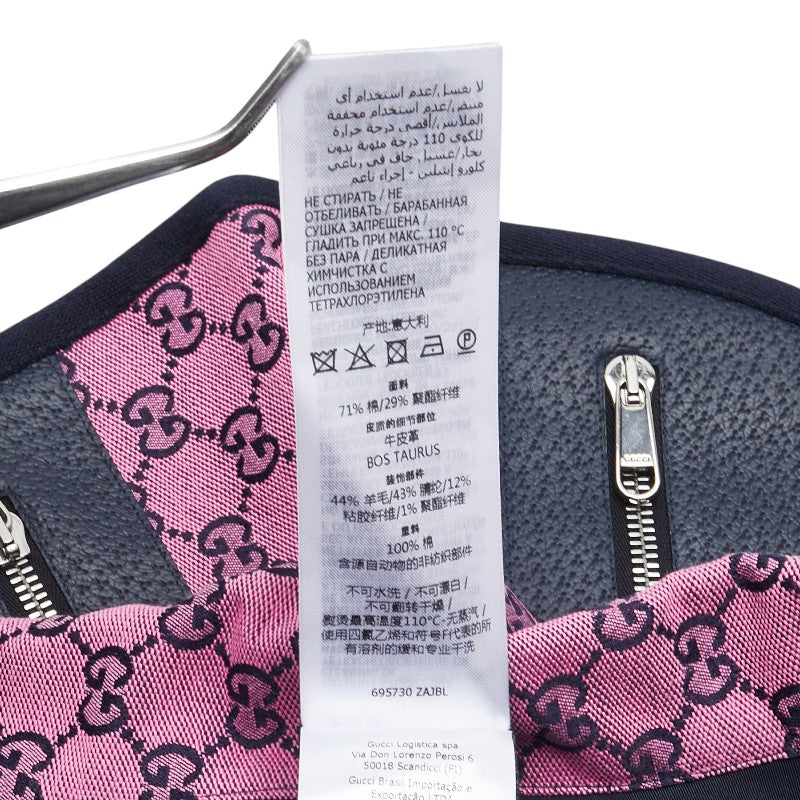 لا تغسل/عدم استخدام أى
مبيض/عدم استخدام مجففة
الملابس/أقصى درجة حرارة
للكوى 110 درجة مئوية بدون
بخار/غسيل جاف في رباعي
كلورو إيثيلين - إجراء ناعم
НЕ СТИРАТЬ / НЕ
ОТБЕЛИВАТЬ / БАРАБАННАЯ
СУШКА ЗАПРЕЩЕНА /
ГЛАДИТЬ ПРИ МАКС. 110 °C
БЕЗ ПАРА / ДЕЛИКАТНАЯ
ХИМЧИСТКА С
ИСПОЛЬЗОВАНИЕМ
ТЕТРАХЛОРЭТИЛЕНА
产地:意大利
P
面料
71% 棉/29% 聚酯纤维
皮质的细节部位
牛皮革
BOS TAURUS
装饰部件
44% 羊毛/43% 腈纶/12%
粘胶纤维/1% 聚酯纤维
里料
100% 棉
含源自动物的非纺织部件
不可水洗 / 不可漂白 /
不可翻转干燥 /
熨烫最高温度110°C-无蒸汽 /
使用四氯乙烯和符号F代表的所
有溶剂的缓和专业干洗
695730 ZAJBL
Gucci Logistica spa
Via Don Lorenzo Perosi 6
50018 Scandicci (FI)
Gucci Brasil Importação e
Exportação LTDA
GUCCI